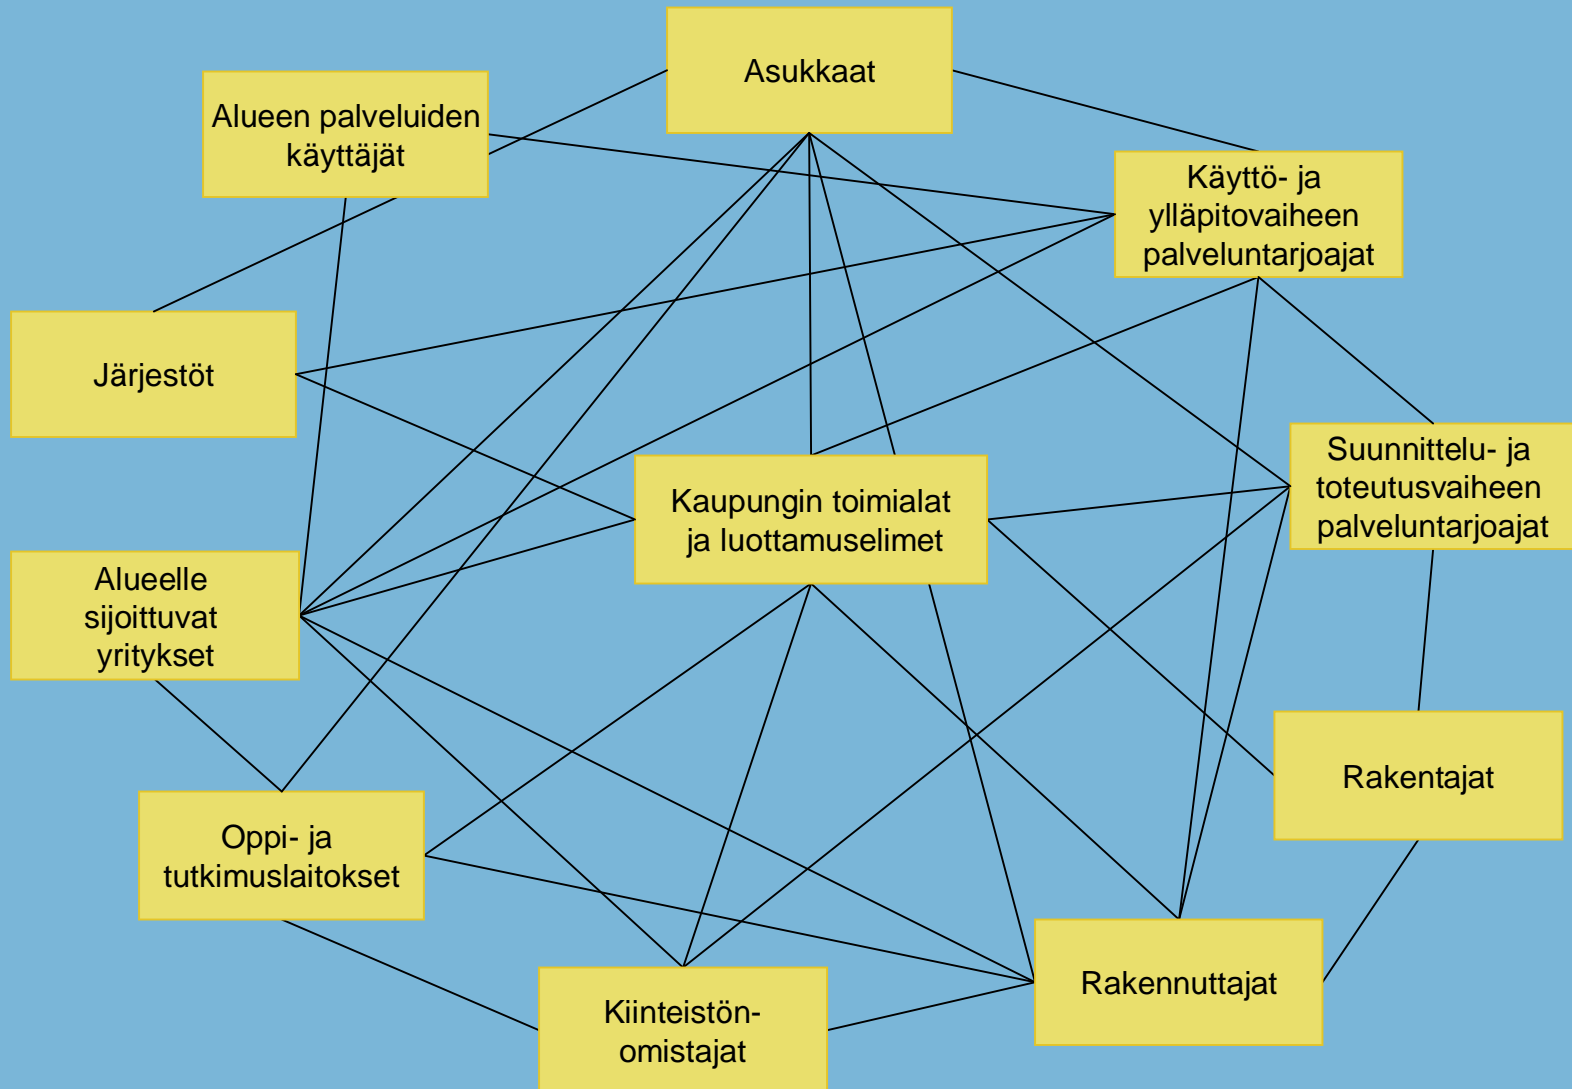 Asukkaat
Alueen palveluiden
käyttäjät
Käyttö- ja
ylläpitovaiheen
palveluntarjoajat
Järjestöt
Suunnittelu- ja
toteutusvaiheen
palveluntarjoajat
Kaupungin toimialat
ja luottamuselimet
Alueelle
sijoittuvat
yritykset
Rakentajat
Oppi- ja
tutkimuslaitokset
Rakennuttajat
Kiinteistön-
omistajat